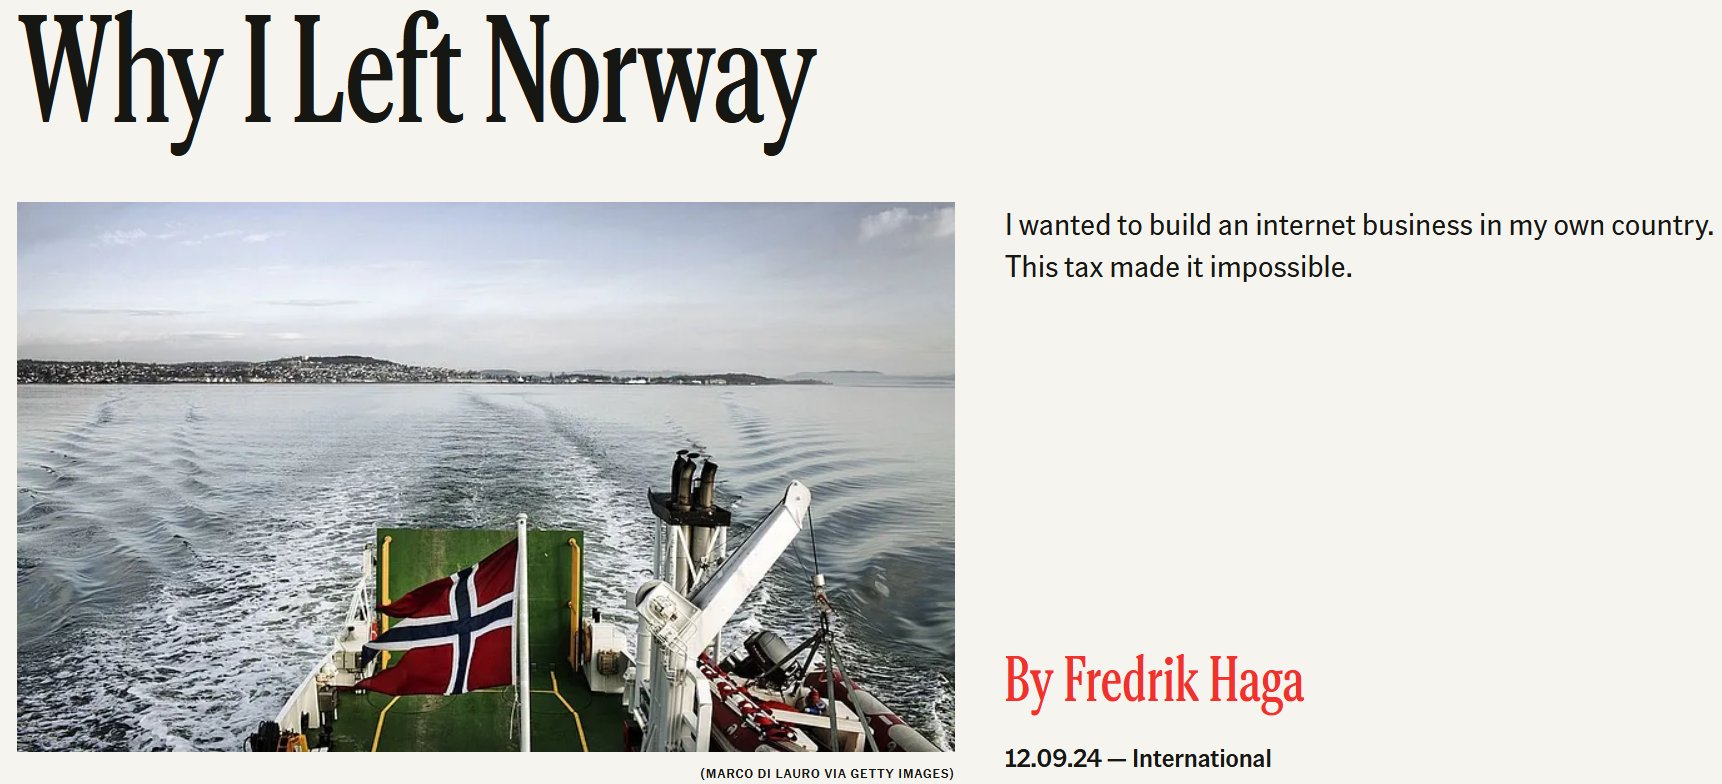 Why I Left Norway
I wanted to build an internet business in my own country.
This tax made it impossible.
By Fredrik Haga
12.09.24 — International
(MARCO DI LAURO VIA GETTY IMAGES)